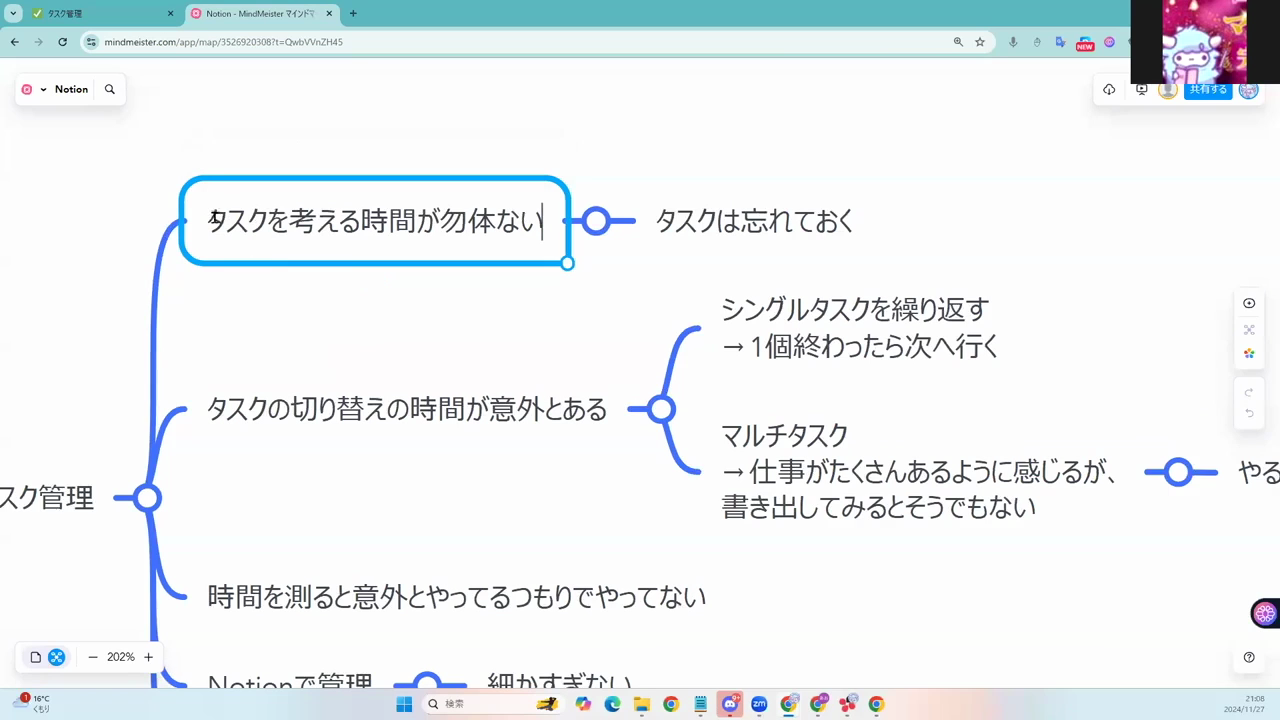 タスク管理
Notion - MindMeister マインドマ
mindmeister.com/app/map/3526920308?t=QwbVVnZH45
NEW
Notion
共有する
タスクを考える時間が勿体ない
タスクは忘れておく
シングルタスクを繰り返す
→ 1個終わったら次へ行く
タスクの切り替えの時間が意外とある
マルチタスク
→ 仕事がたくさんあるように感じるが、
書き出してみるとそうでもない
やる
スク管理
時間を測ると意外とやってるつもりでやってない
Notionで管理
細かすぎない
202%
16°C
くもり
検索
21:08
2024/11/27